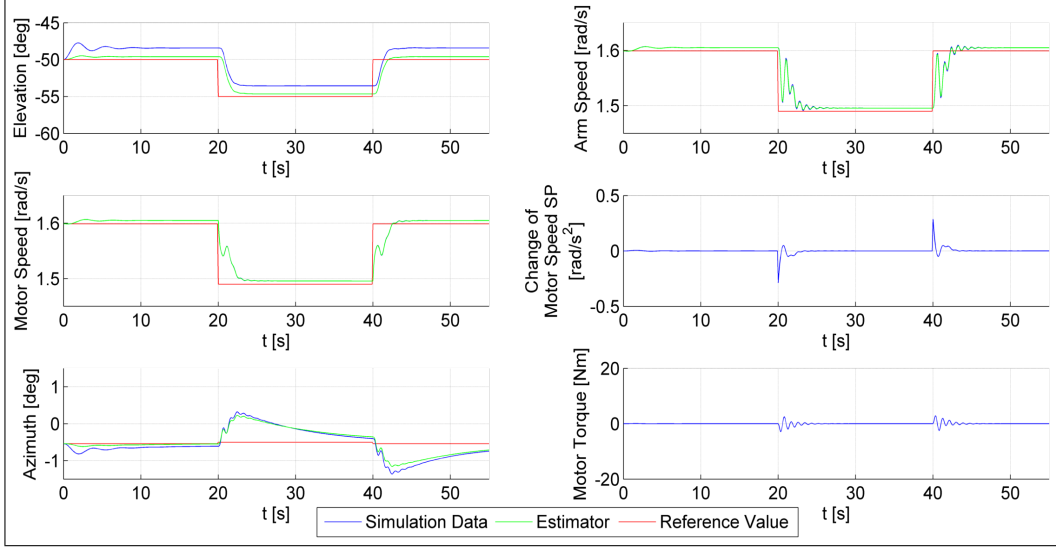 Elevation [deg]
-45
-50
-55
-60
0 10 20 30 40 50
t [s]
Arm Speed [rad/s]
1.6
1.5
0 10 20 30 40 50
t [s]
Motor Speed [rad/s]
1.6
1.5
0 10 20 30 40 50
t [s]
Change of
Motor Speed SP
[rad/s²]
0.5
0
-0.5
0 10 20 30 40 50
t [s]
Azimuth [deg]
1
0
-1
0 10 20 30 40 50
t [s]
Motor Torque [Nm]
20
0
-20
0 10 20 30 40 50
t [s]
Simulation Data Estimator Reference Value